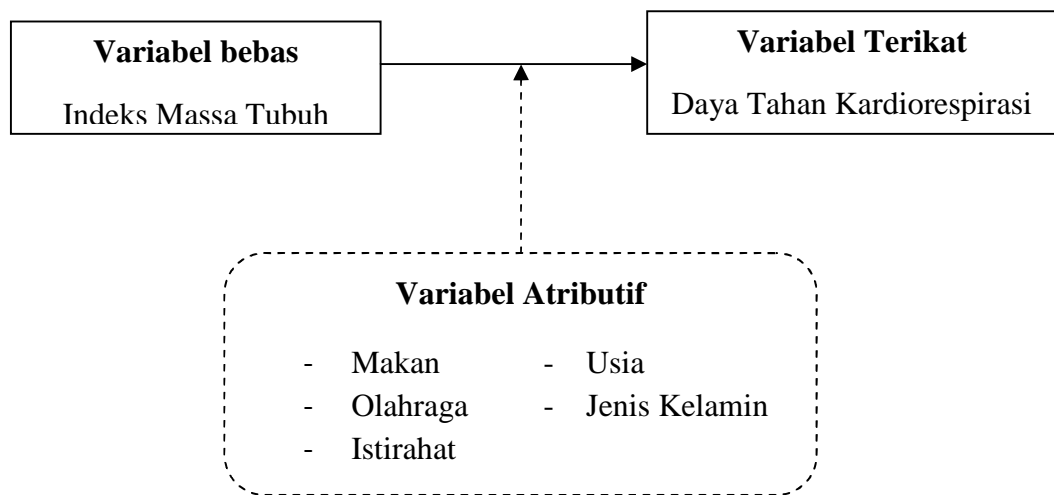 Variabel bebas
Indeks Massa Tubuh
Variabel Terikat
Daya Tahan Kardiorespirasi
Variabel Atributif
- Makan
- Olahraga
- Istirahat
- Usia
- Jenis Kelamin